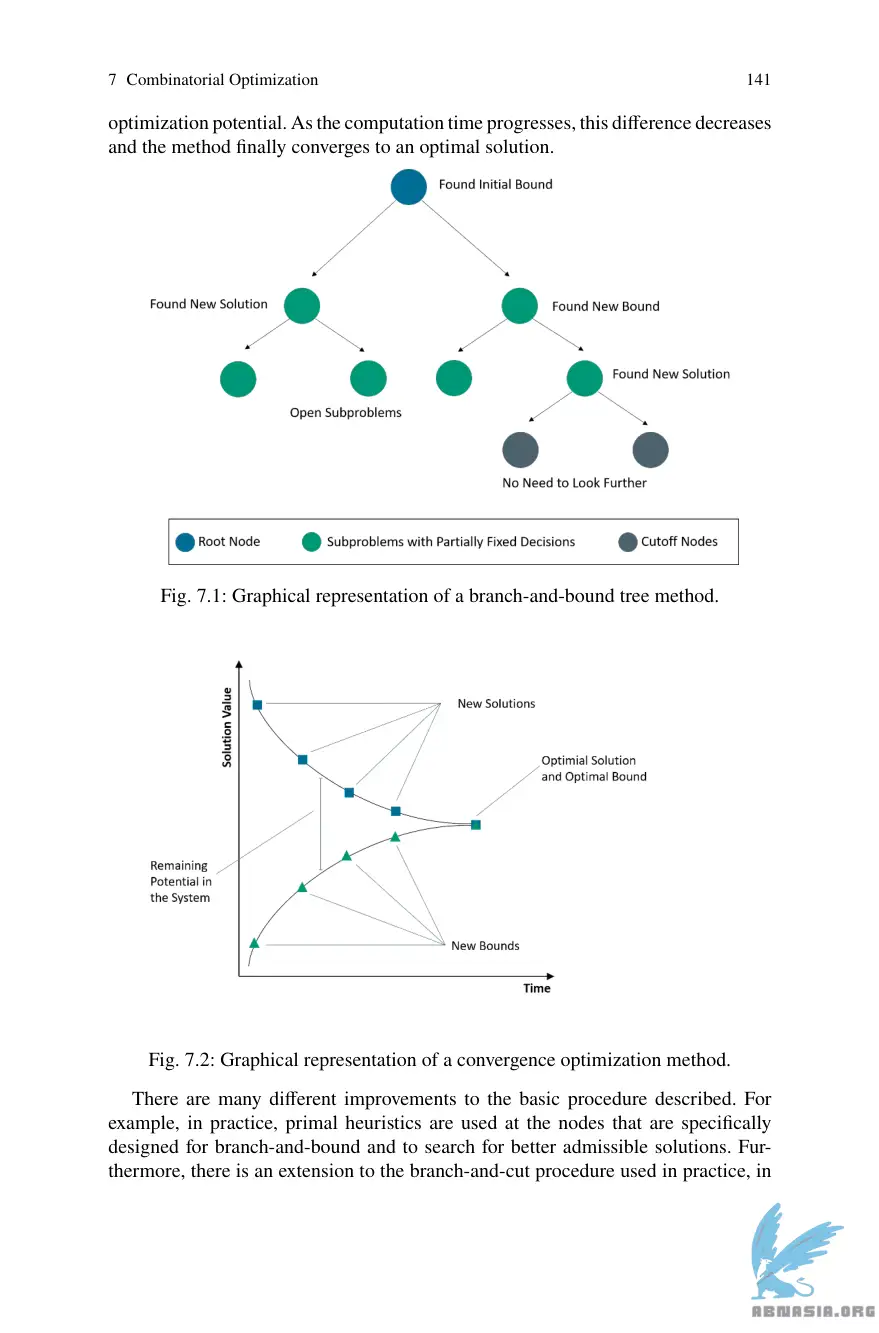 7 Combinatorial Optimization 141
optimization potential. As the computation time progresses, this difference decreases
and the method finally converges to an optimal solution.
Found Initial Bound
Found New Solution
Found New Bound
Found New Solution
Open Subproblems
No Need to Look Further
Root Node
Subproblems with Partially Fixed Decisions
Cutoff Nodes
Fig. 7.1: Graphical representation of a branch-and-bound tree method.
Solution Value
New Solutions
Optimial Solution
and Optimal Bound
Remaining
Potential in
the System
New Bounds
Time
Fig. 7.2: Graphical representation of a convergence optimization method.
There are many different improvements to the basic procedure described. For
example, in practice, primal heuristics are used at the nodes that are specifically
designed for branch-and-bound and to search for better admissible solutions. Fur-
thermore, there is an extension to the branch-and-cut procedure used in practice, in
ABNASIA.ORG